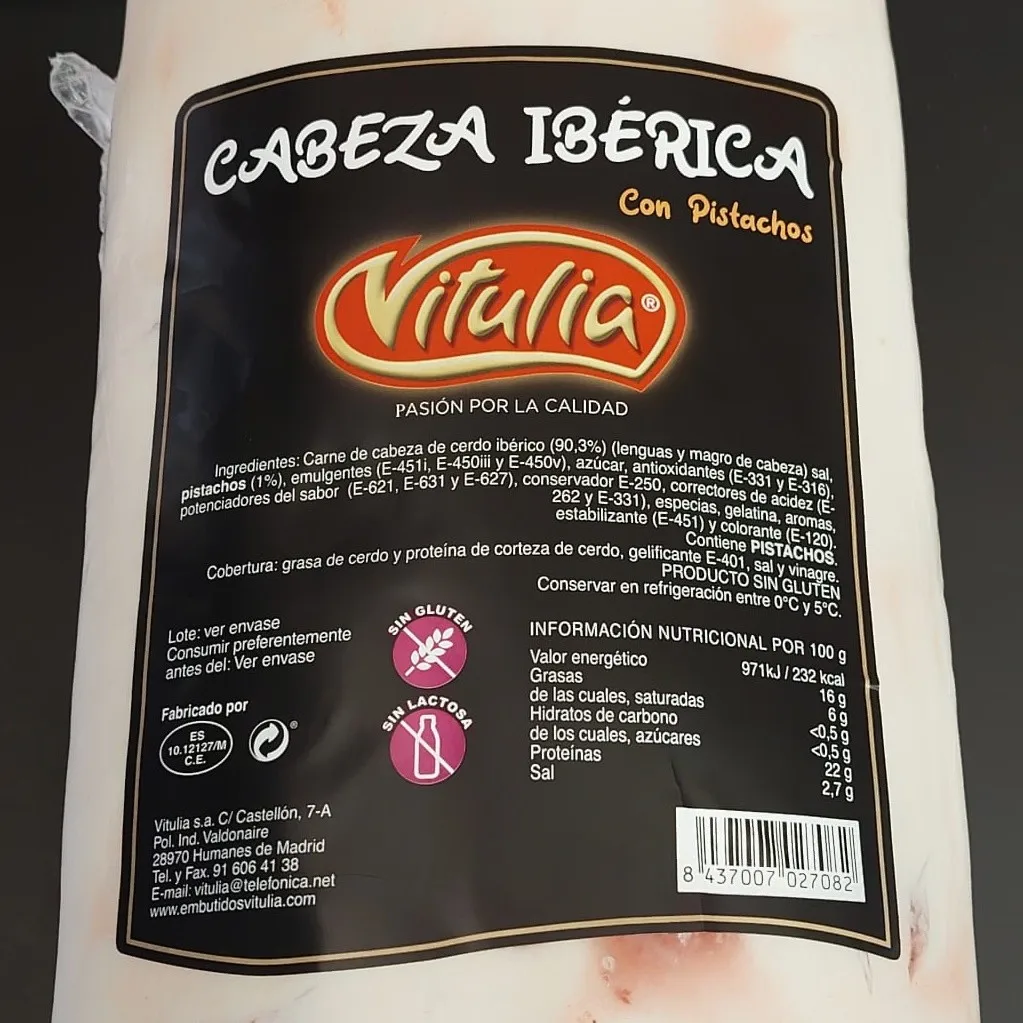 CABEZA IBÉRICA
Con Pistachos
Vitulia®
PASIÓN POR LA CALIDAD
Ingredientes: Carne de cabeza de cerdo ibérico (90,3%) (lenguas y magro de cabeza) sal,
pistachos (1%), emulgentes (E-451i, E-450iii y E-450v), azúcar, antioxidantes (E-331 y E-316),
potenciadores del sabor (E-621, E-631 y E-627), conservador E-250, correctores de acidez (E-
262 y E-331), especias, gelatina, aromas,
estabilizante (E-451) y colorante (E-120).
Contiene PISTACHOS.
Cobertura: grasa de cerdo y proteína de corteza de cerdo, gelificante E-401, sal y vinagre.
PRODUCTO SIN GLUTEN
Conservar en refrigeración entre 0°C y 5°C.
Lote: ver envase
Consumir preferentemente
antes del: Ver envase
SIN GLUTEN
SIN LACTOSA
Fabricado por
ES
10.12127/M
C.E.
®
INFORMACIÓN NUTRICIONAL POR 100 g
Valor energético 971kJ / 232 kcal
Grasas 16 g
de las cuales, saturadas 6 g
Hidratos de carbono <0,5 g
de los cuales, azúcares <0,5 g
Proteínas 22 g
Sal 2,7 g
Vitulia s.a. C/ Castellón, 7-A
Pol. Ind. Valdonaire
28970 Humanes de Madrid
Tel. y Fax. 91 606 41 38
E-mail: vitulia@telefonica.net
www.embutidosvitulia.com
8 437007 027082